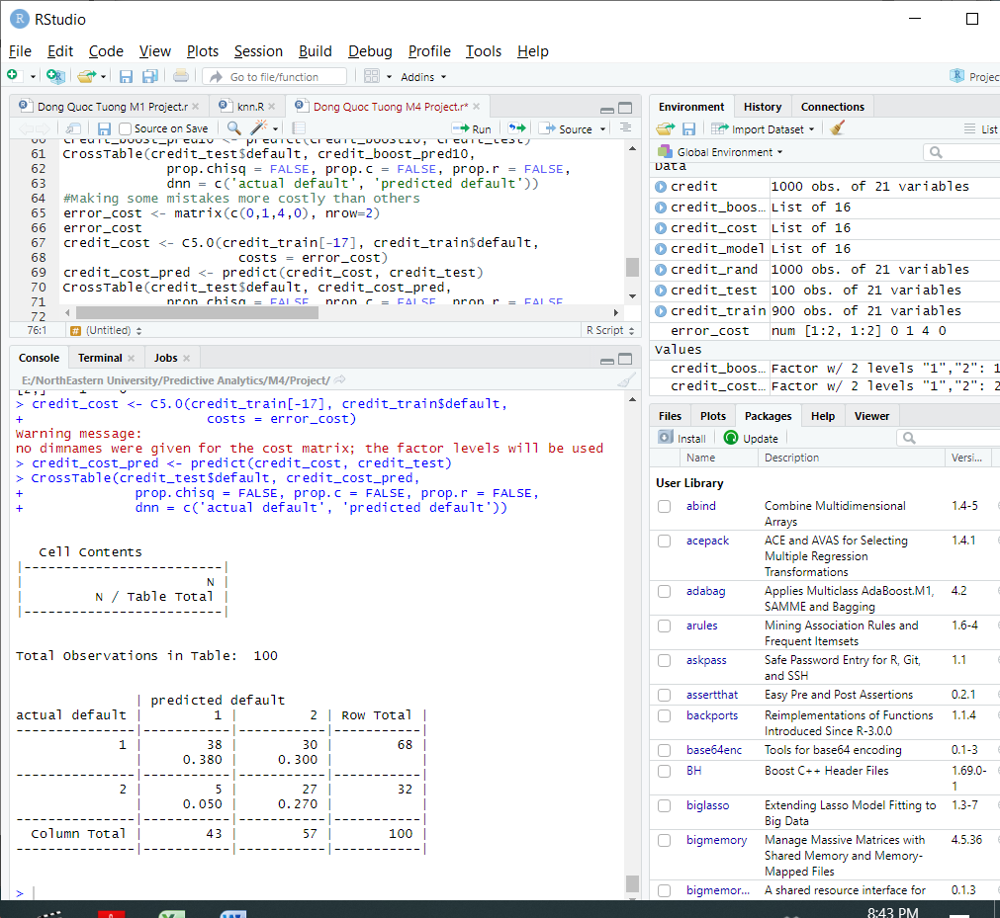 RStudio
File Edit Code View Plots Session Build Debug Profile Tools Help
Go to file/function Addins Projec
Dong Quoc Tuong M1 Project.r knn.R Dong Quoc Tuong M4 Project.r*
Source on Save Run Source
60 credit_boost_pred10 <- predict(credit_boost10, credit_test)
61 CrossTable(credit_test$default, credit_boost_pred10,
62 prop.chisq = FALSE, prop.c = FALSE, prop.r = FALSE,
63 dnn = c('actual default', 'predicted default'))
64 #Making some mistakes more costly than others
65 error_cost <- matrix(c(0,1,4,0), nrow=2)
66 error_cost
67 credit_cost <- C5.0(credit_train[-17], credit_train$default,
68 costs = error_cost)
69 credit_cost_pred <- predict(credit_cost, credit_test)
70 CrossTable(credit_test$default, credit_cost_pred,
71 prop.chisq = FALSE, prop.c = FALSE, prop.r = FALSE,
72
76:1 (Untitled) R Script
Console Terminal Jobs
E:/NorthEastern University/Predictive Analytics/M4/Project/
[2,] 1 0
> credit_cost <- C5.0(credit_train[-17], credit_train$default,
+ costs = error_cost)
Warning message:
no dimnames were given for the cost matrix; the factor levels will be used
> credit_cost_pred <- predict(credit_cost, credit_test)
> CrossTable(credit_test$default, credit_cost_pred,
+ prop.chisq = FALSE, prop.c = FALSE, prop.r = FALSE,
+ dnn = c('actual default', 'predicted default'))
Cell Contents
|-------------------------|
| N |
| N / Table Total |
|-------------------------|
Total Observations in Table: 100
| predicted default
actual default | 1 | 2 | Row Total |
---------------|-----------|-----------|-----------|
1 | 38 | 30 | 68 |
| 0.380 | 0.300 | |
---------------|-----------|-----------|-----------|
2 | 5 | 27 | 32 |
| 0.050 | 0.270 | |
---------------|-----------|-----------|-----------|
Column Total | 43 | 57 | 100 |
---------------|-----------|-----------|-----------|
>
Environment History Connections
Import Dataset List
Global Environment
Data
credit 1000 obs. of 21 variables
credit_boos… List of 16
credit_cost List of 16
credit_model List of 16
credit_rand 1000 obs. of 21 variables
credit_test 100 obs. of 21 variables
credit_train 900 obs. of 21 variables
error_cost num [1:2, 1:2] 0 1 4 0
Values
credit_boos… Factor w/ 2 levels "1","2": 1
credit_cost… Factor w/ 2 levels "1","2": 2
Files Plots Packages Help Viewer
Install Update
Name Description Versi…
User Library
abind Combine Multidimensional 1.4-5
Arrays
acepack ACE and AVAS for Selecting 1.4.1
Multiple Regression
Transformations
adabag Applies Multiclass AdaBoost.M1, 4.2
SAMME and Bagging
arules Mining Association Rules and 1.6-4
Frequent Itemsets
askpass Safe Password Entry for R, Git, 1.1
and SSH
assertthat Easy Pre and Post Assertions 0.2.1
backports Reimplementations of Functions 1.1.4
Introduced Since R-3.0.0
base64enc Tools for base64 encoding 0.1-3
BH Boost C++ Header Files 1.69.0-
1
biglasso Extending Lasso Model Fitting to 1.3-7
Big Data
bigmemory Manage Massive Matrices with 4.5.36
Shared Memory and Memory-
Mapped Files
bigmemor… A shared resource interface for 0.1.3
8:43 PM